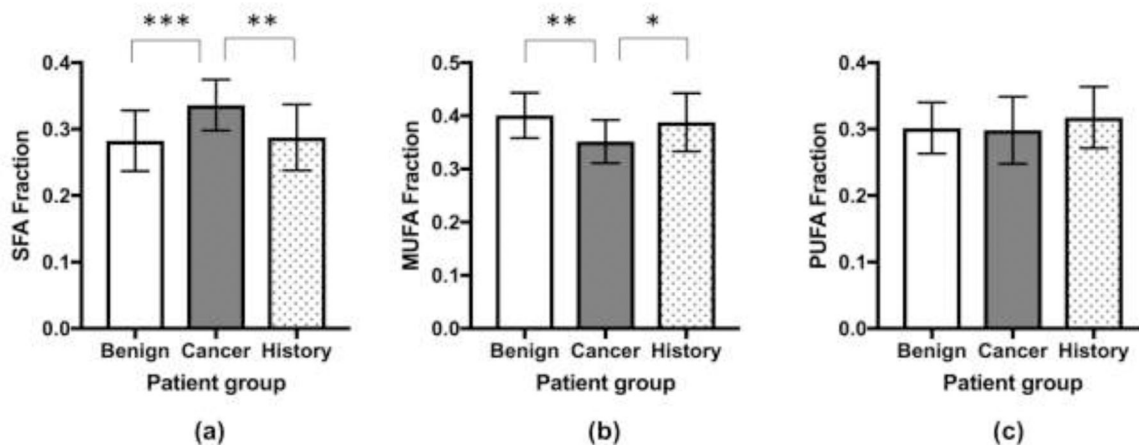 *** **
SFA Fraction
0.4
0.3
0.2
0.1
0.0
Benign Cancer History
Patient group
(a)
** *
MUFA Fraction
0.5
0.4
0.3
0.2
0.1
0.0
Benign Cancer History
Patient group
(b)
PUFA Fraction
0.4
0.3
0.2
0.1
0.0
Benign Cancer History
Patient group
(c)